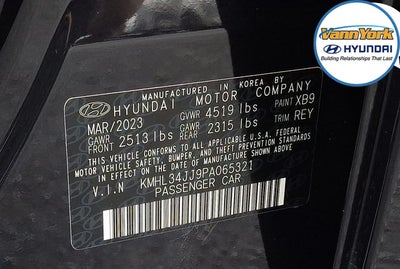 VannYork
HYUNDAI
Building Relationships That Last
MANUFACTURED IN KOREA BY
HYUNDAI MOTOR COMPANY
MAR/2023 GVWR 4519 lbs PAINT XB9
GAWR FRONT 2513 lbs GAWR REAR 2315 lbs TRIM REY
THIS VEHICLE CONFORMS TO ALL APPLICABLE U.S.A. FEDERAL
MOTOR VEHICLE SAFETY, BUMPER, AND THEFT PREVENTION STANDARDS
IN EFFECT ON THE DATE OF MANUFACTURE SHOWN ABOVE.
V.I.N KMHL34JJ9PA065321
PASSENGER CAR